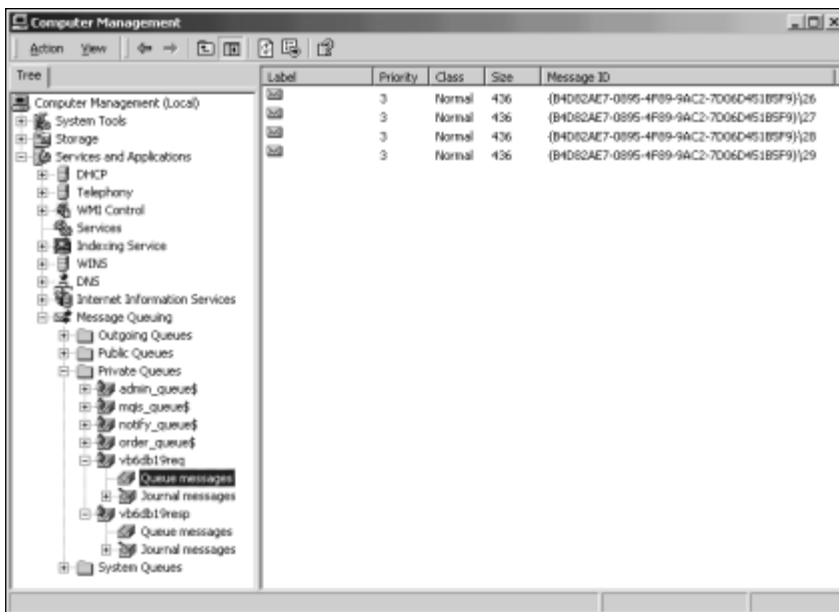 Computer Management
Action View
Tree
Label Priority Class Size Message ID
Computer Management (Local)
System Tools
Storage
Services and Applications
DHCP
Telephony
WMI Control
Services
Indexing Service
WINS
DNS
Internet Information Services
Message Queuing
Outgoing Queues
Public Queues
Private Queues
admin_queue$
mqis_queue$
notify_queue$
order_queue$
vb6db19req
Queue messages
Journal messages
vb6db19resp
Queue messages
Journal messages
System Queues
3 Normal 436 {B4D82AE7-0895-4F89-9AC2-7D06D451B5F9}\26
3 Normal 436 {B4D82AE7-0895-4F89-9AC2-7D06D451B5F9}\27
3 Normal 436 {B4D82AE7-0895-4F89-9AC2-7D06D451B5F9}\28
3 Normal 436 {B4D82AE7-0895-4F89-9AC2-7D06D451B5F9}\29